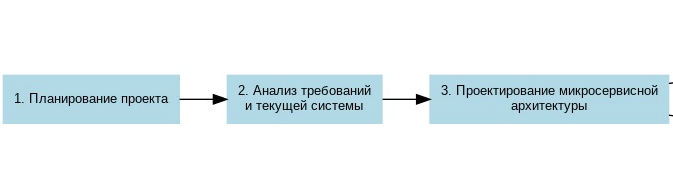 1. Планирование проекта
2. Анализ требований
и текущей системы
3. Проектирование микросервисной
архитектуры